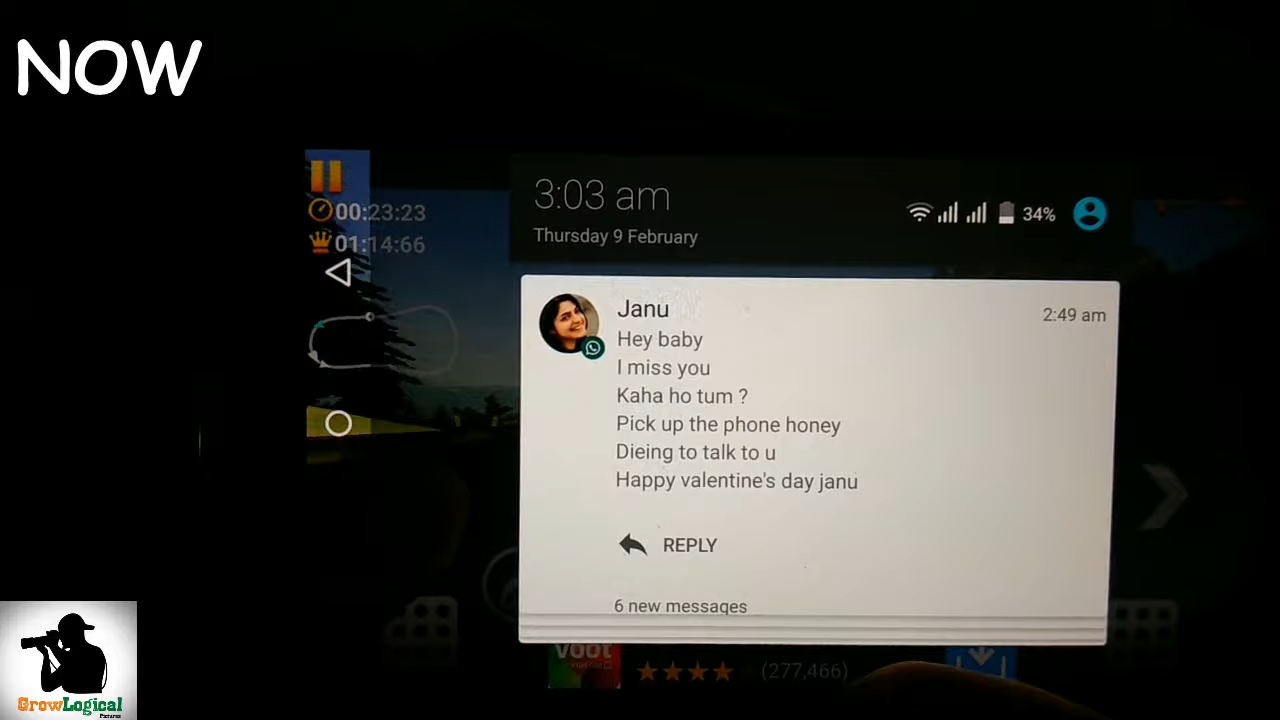 NOW
00:23:23
01:14:66
3:03 am
Thursday 9 February
34%
Janu
2:49 am
Hey baby
I miss you
Kaha ho tum ?
Pick up the phone honey
Dieing to talk to u
Happy valentine's day janu
REPLY
6 new messages
voot
(277,466)
GrowLogical
Pictures